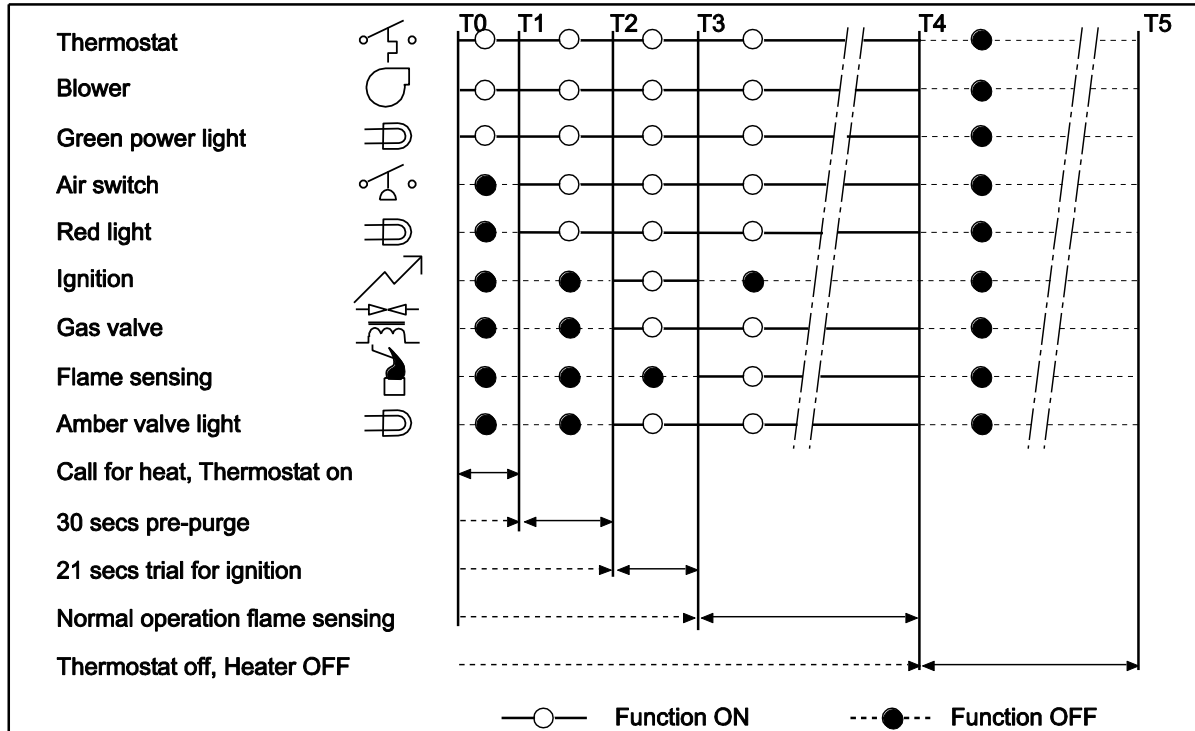 T0 T1 T2 T3 T4 T5
Thermostat
Blower
Green power light
Air switch
Red light
Ignition
Gas valve
Flame sensing
Amber valve light
Call for heat, Thermostat on
30 secs pre-purge
21 secs trial for ignition
Normal operation flame sensing
Thermostat off, Heater OFF
Function ON Function OFF